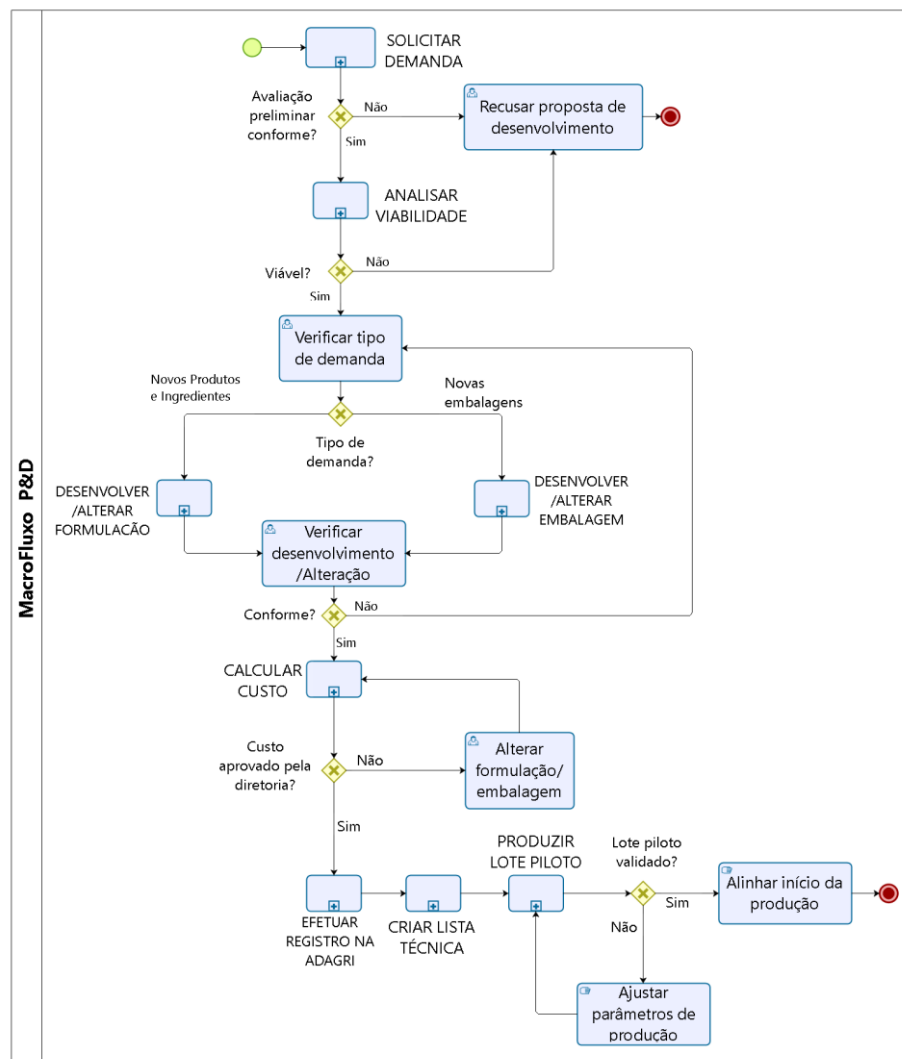 MacroFluxo P&D
SOLICITAR
DEMANDA
Avaliação
preliminar
conforme?
Não
Sim
Recusar proposta de
desenvolvimento
ANALISAR
VIABILIDADE
Viável?
Não
Sim
Verificar tipo
de demanda
Novos Produtos
e Ingredientes
Novas
embalagens
Tipo de
demanda?
DESENVOLVER
/ALTERAR
FORMULACÃO
DESENVOLVER
/ALTERAR
EMBALAGEM
Verificar
desenvolvimento
/Alteração
Conforme?
Não
Sim
CALCULAR
CUSTO
Custo
aprovado pela
diretoria?
Não
Alterar
formulação/
embalagem
Sim
PRODUZIR
LOTE PILOTO
Lote piloto
validado?
Sim
Não
Alinhar início da
produção
EFETUAR
REGISTRO NA
ADAGRI
CRIAR LISTA
TÉCNICA
Ajustar
parâmetros de
produção